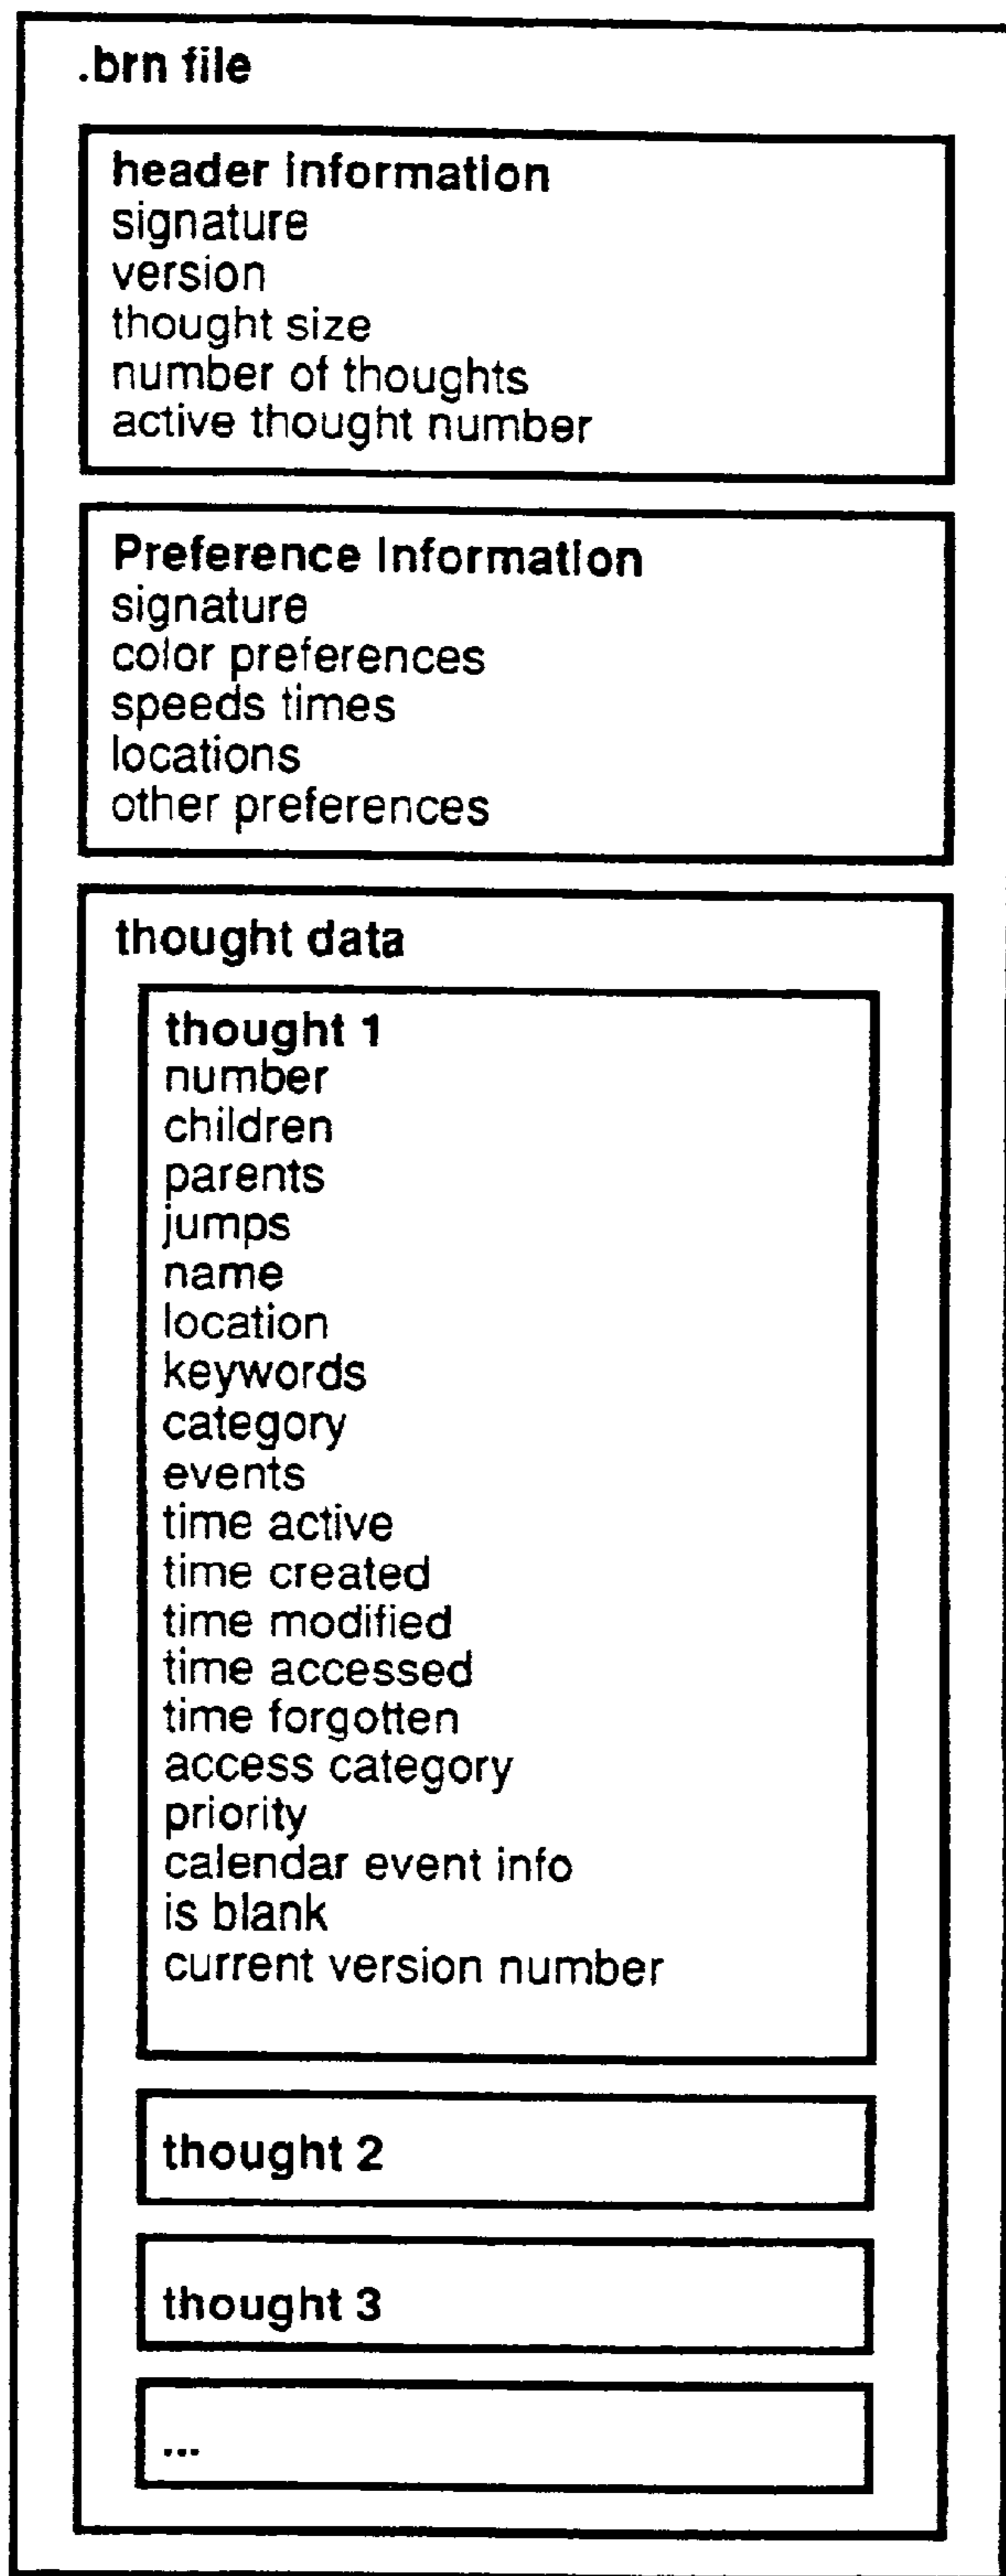 .brn file
header information
signature
version
thought size
number of thoughts
active thought number
Preference Information
signature
color preferences
speeds times
locations
other preferences
thought data
thought 1
number
children
parents
jumps
name
location
keywords
category
events
time active
time created
time modified
time accessed
time forgotten
access category
priority
calendar event info
is blank
current version number
thought 2
thought 3
...